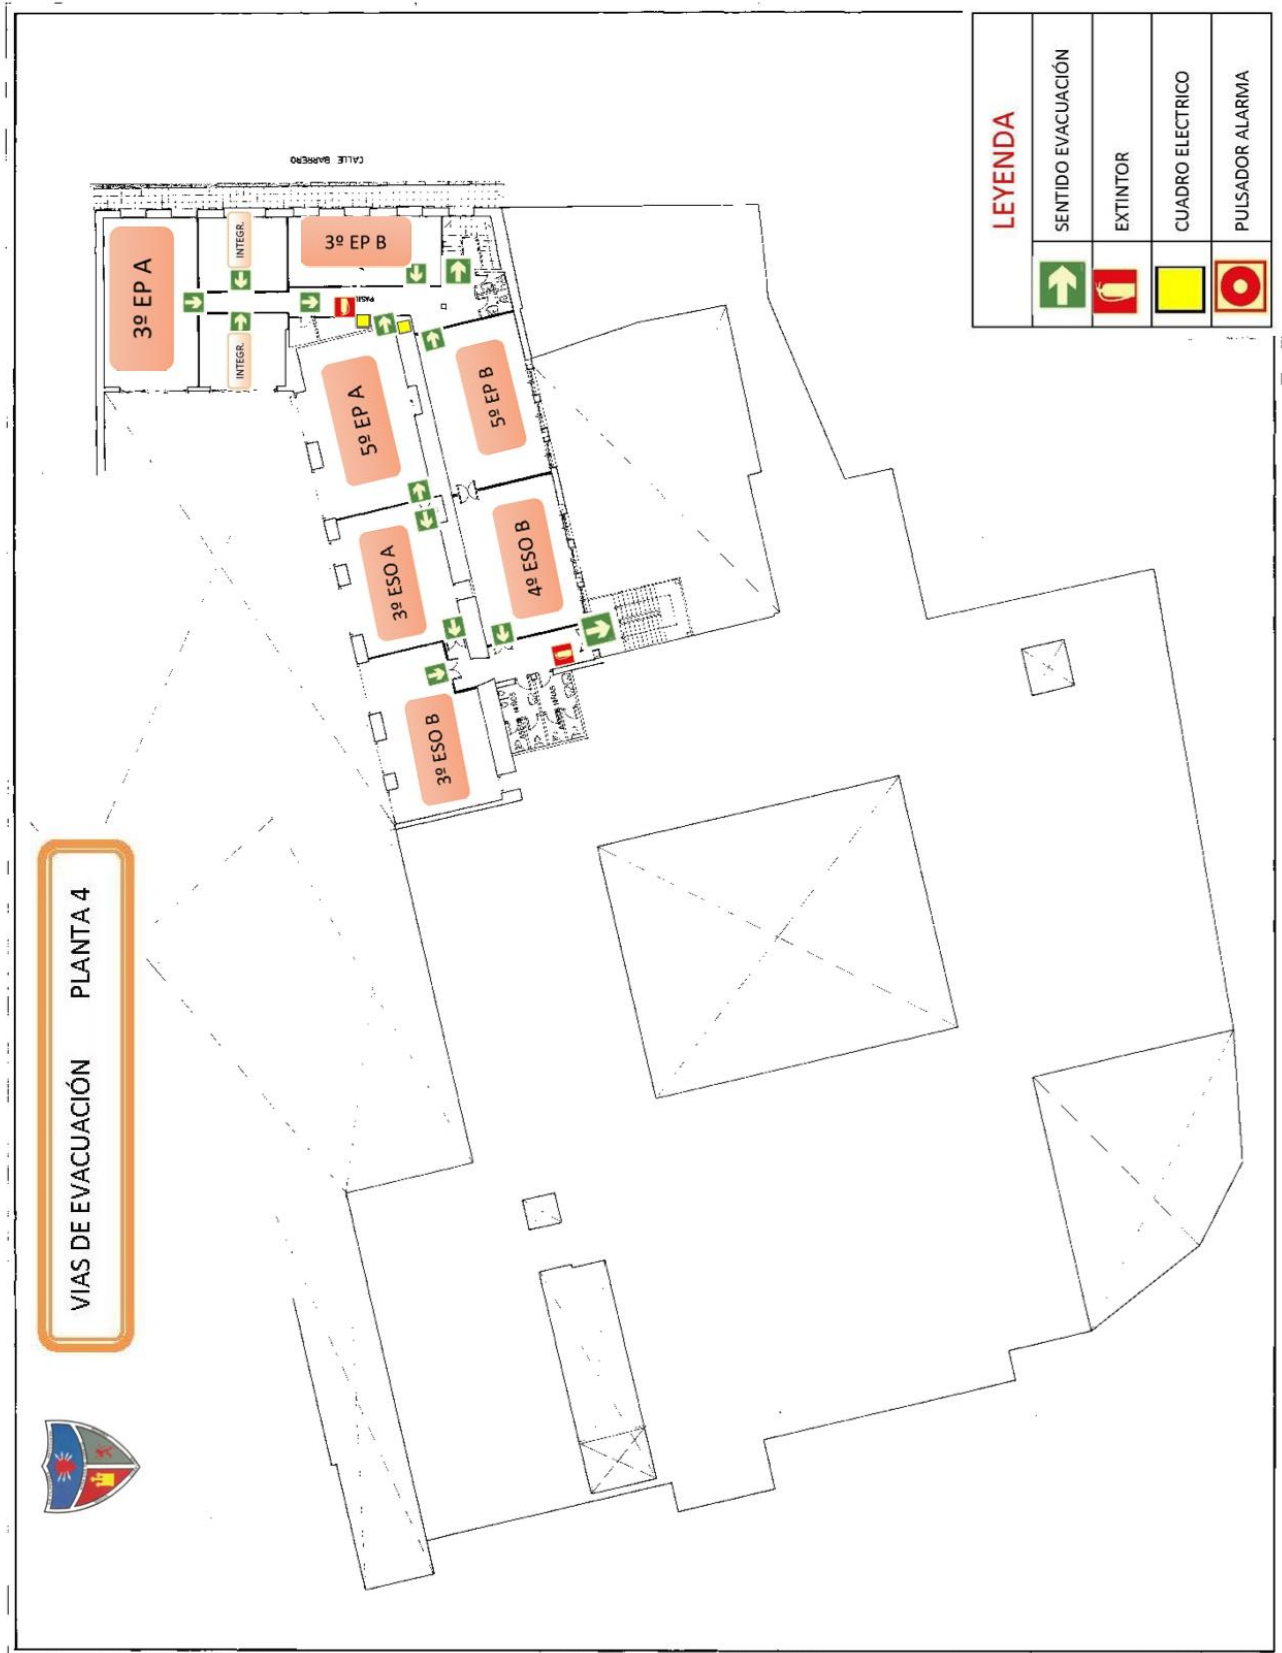 VIAS DE EVACUACIÓN PLANTA 4
LEYENDA
SENTIDO EVACUACIÓN
EXTINTOR
CUADRO ELECTRICO
PULSADOR ALARMA
CALLE BARRERO
3º EP A
INTEGR.
INTEGR.
3º EP B
5º EP A
5º EP B
3º ESO A
4º ESO B
3º ESO B